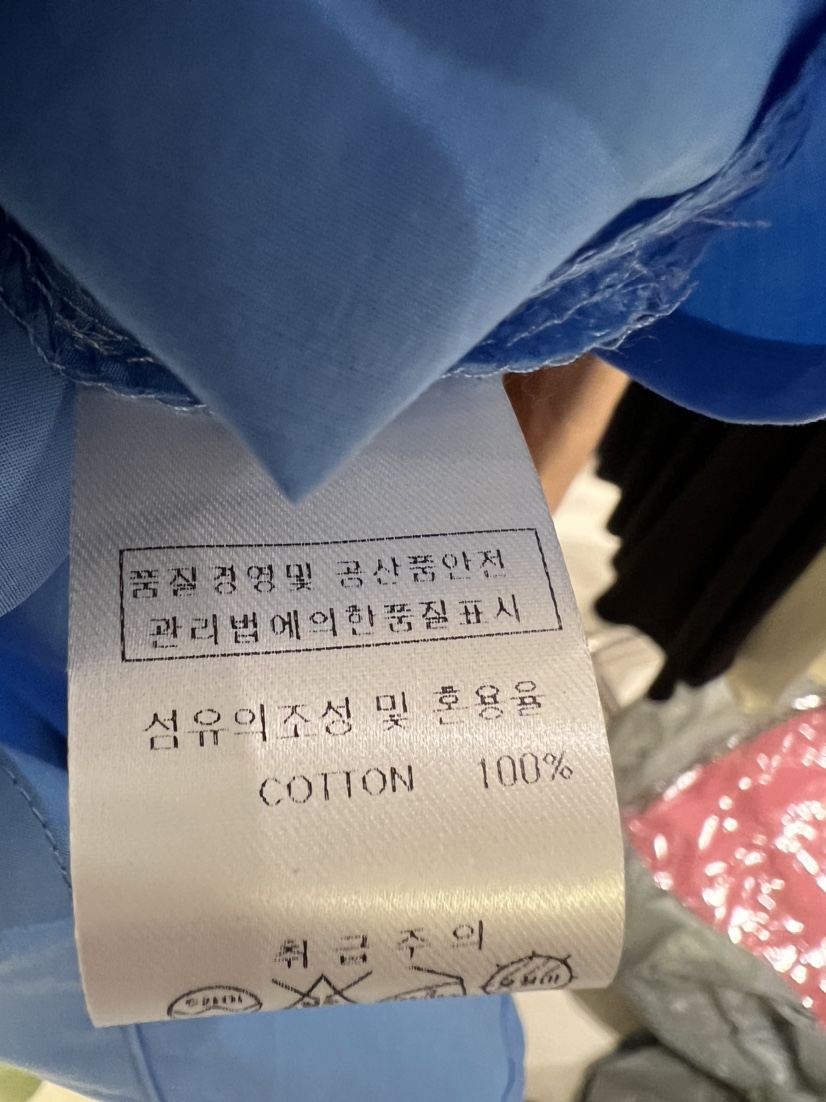 품질경영및 공산품안전
관리법에의한품질표시
섬유의조성 및 혼용율
COTTON 100%
취급주의